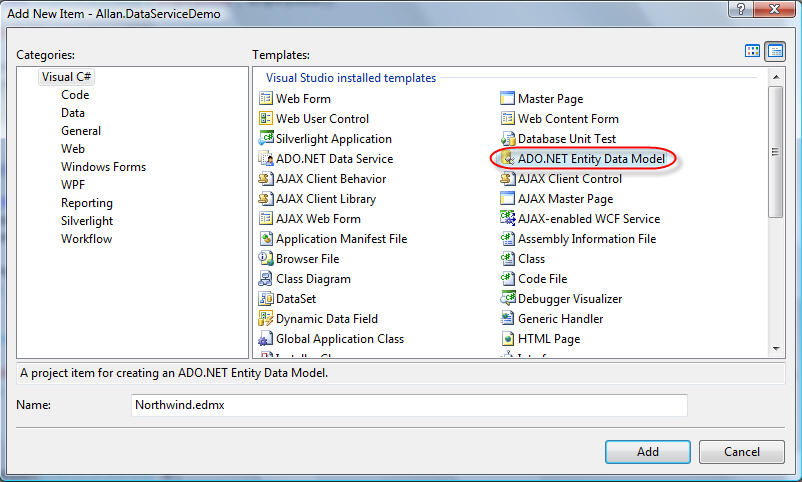 Add New Item - Allan.DataServiceDemo
Categories:
Templates:
Visual C#
Code
Data
General
Web
Windows Forms
WPF
Reporting
Silverlight
Workflow
Visual Studio installed templates
Web Form
Master Page
Web User Control
Web Content Form
Silverlight Application
Database Unit Test
ADO.NET Data Service
ADO.NET Entity Data Model
AJAX Client Behavior
AJAX Client Control
AJAX Client Library
AJAX Master Page
AJAX Web Form
AJAX-enabled WCF Service
Application Manifest File
Assembly Information File
Browser File
Class
Class Diagram
Code File
DataSet
Debugger Visualizer
Dynamic Data Field
Generic Handler
Global Application Class
HTML Page
A project item for creating an ADO.NET Entity Data Model.
Name:
Northwind.edmx
Add
Cancel